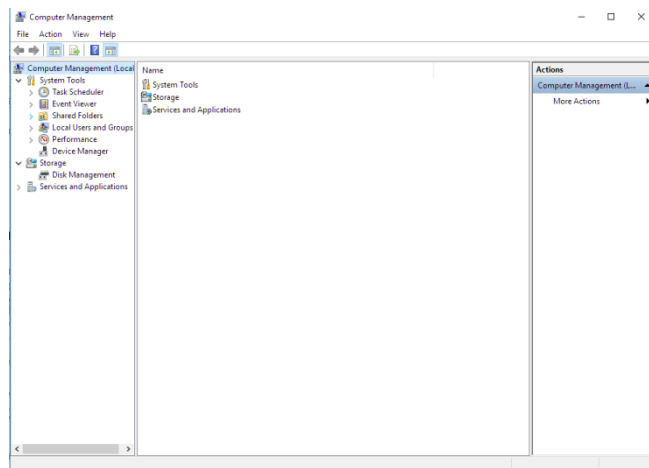 Computer Management
File Action View Help
Computer Management (Local
System Tools
Task Scheduler
Event Viewer
Shared Folders
Local Users and Groups
Performance
Device Manager
Storage
Disk Management
Services and Applications
Name
System Tools
Storage
Services and Applications
Actions
Computer Management (L...
More Actions